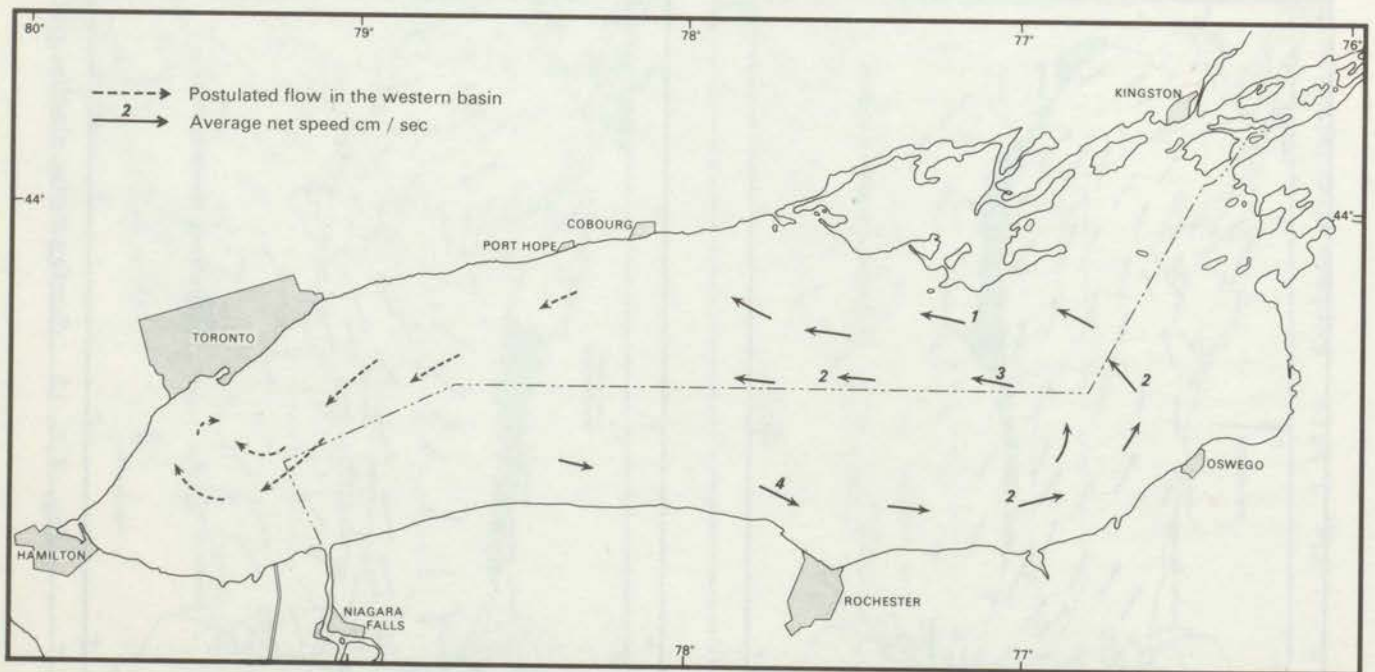 80°
79°
78°
77°
76°
Postulated flow in the western basin
2
Average net speed cm / sec
KINGSTON
44°
44°
COBOURG
PORT HOPE
TORONTO
1
2
3
2
4
2
OSWEGO
HAMILTON
NIAGARA
FALLS
ROCHESTER
78°
77°